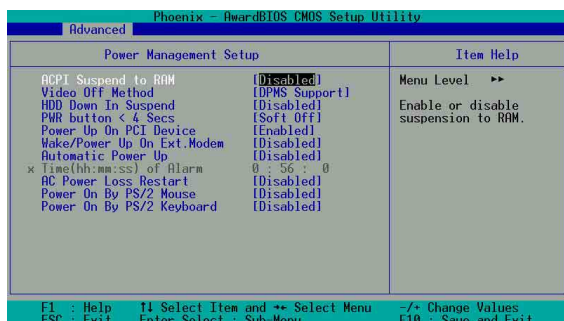 Phoenix - AwardBIOS CMOS Setup Utility
Advanced
Power Management Setup
Item Help
ACPI Suspend to RAM [Disabled]
Video Off Method [DPMS Support]
HDD Down In Suspend [Disabled]
PWR button < 4 Secs [Soft Off]
Power Up On PCI Device [Enabled]
Wake/Power Up On Ext.Modem [Disabled]
Automatic Power Up [Disabled]
x Time(hh:mm:ss) of Alarm 0 : 56 : 0
AC Power Loss Restart [Disabled]
Power On By PS/2 Mouse [Disabled]
Power On By PS/2 Keyboard [Disabled]
Menu Level ►►
Enable or disable
suspension to RAM.
F1 : Help ↑↓ Select Item and ←→ Select Menu -/+ Change Values
ESC : Exit Enter Select ► Sub-Menu F10 : Save and Exit